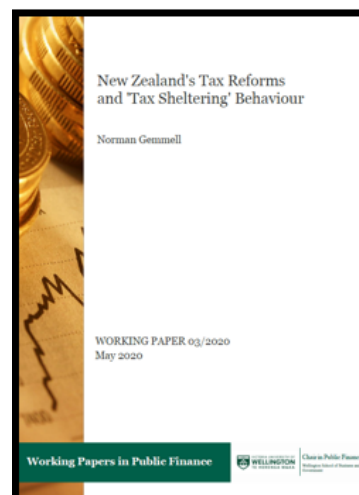 New Zealand's Tax Reforms
and 'Tax Sheltering' Behaviour
Norman Gemmell
WORKING PAPER 03/2020
May 2020
Working Papers in Public Finance
WELLINGTON
Chair in Public Finance